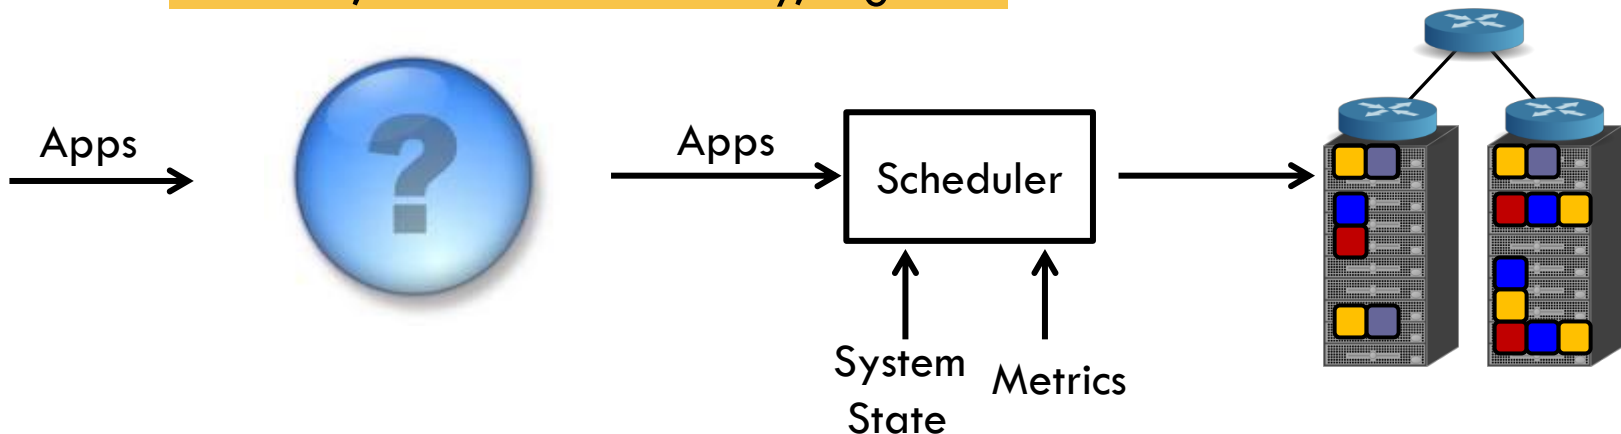 Apps
?
Apps
Scheduler
System
State
Metrics